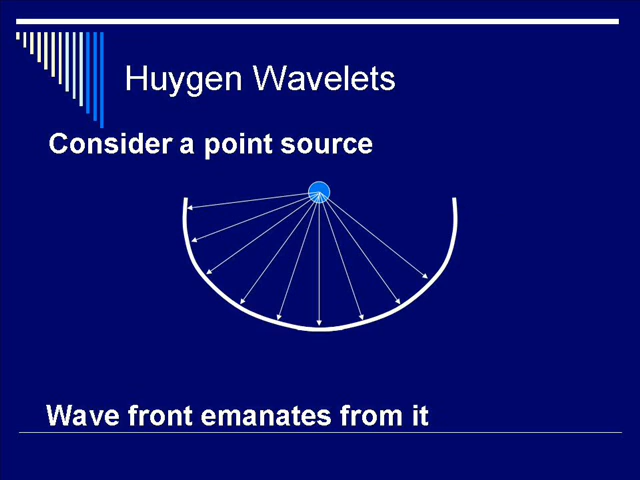 Huygen Wavelets
Consider a point source
Wave front emanates from it